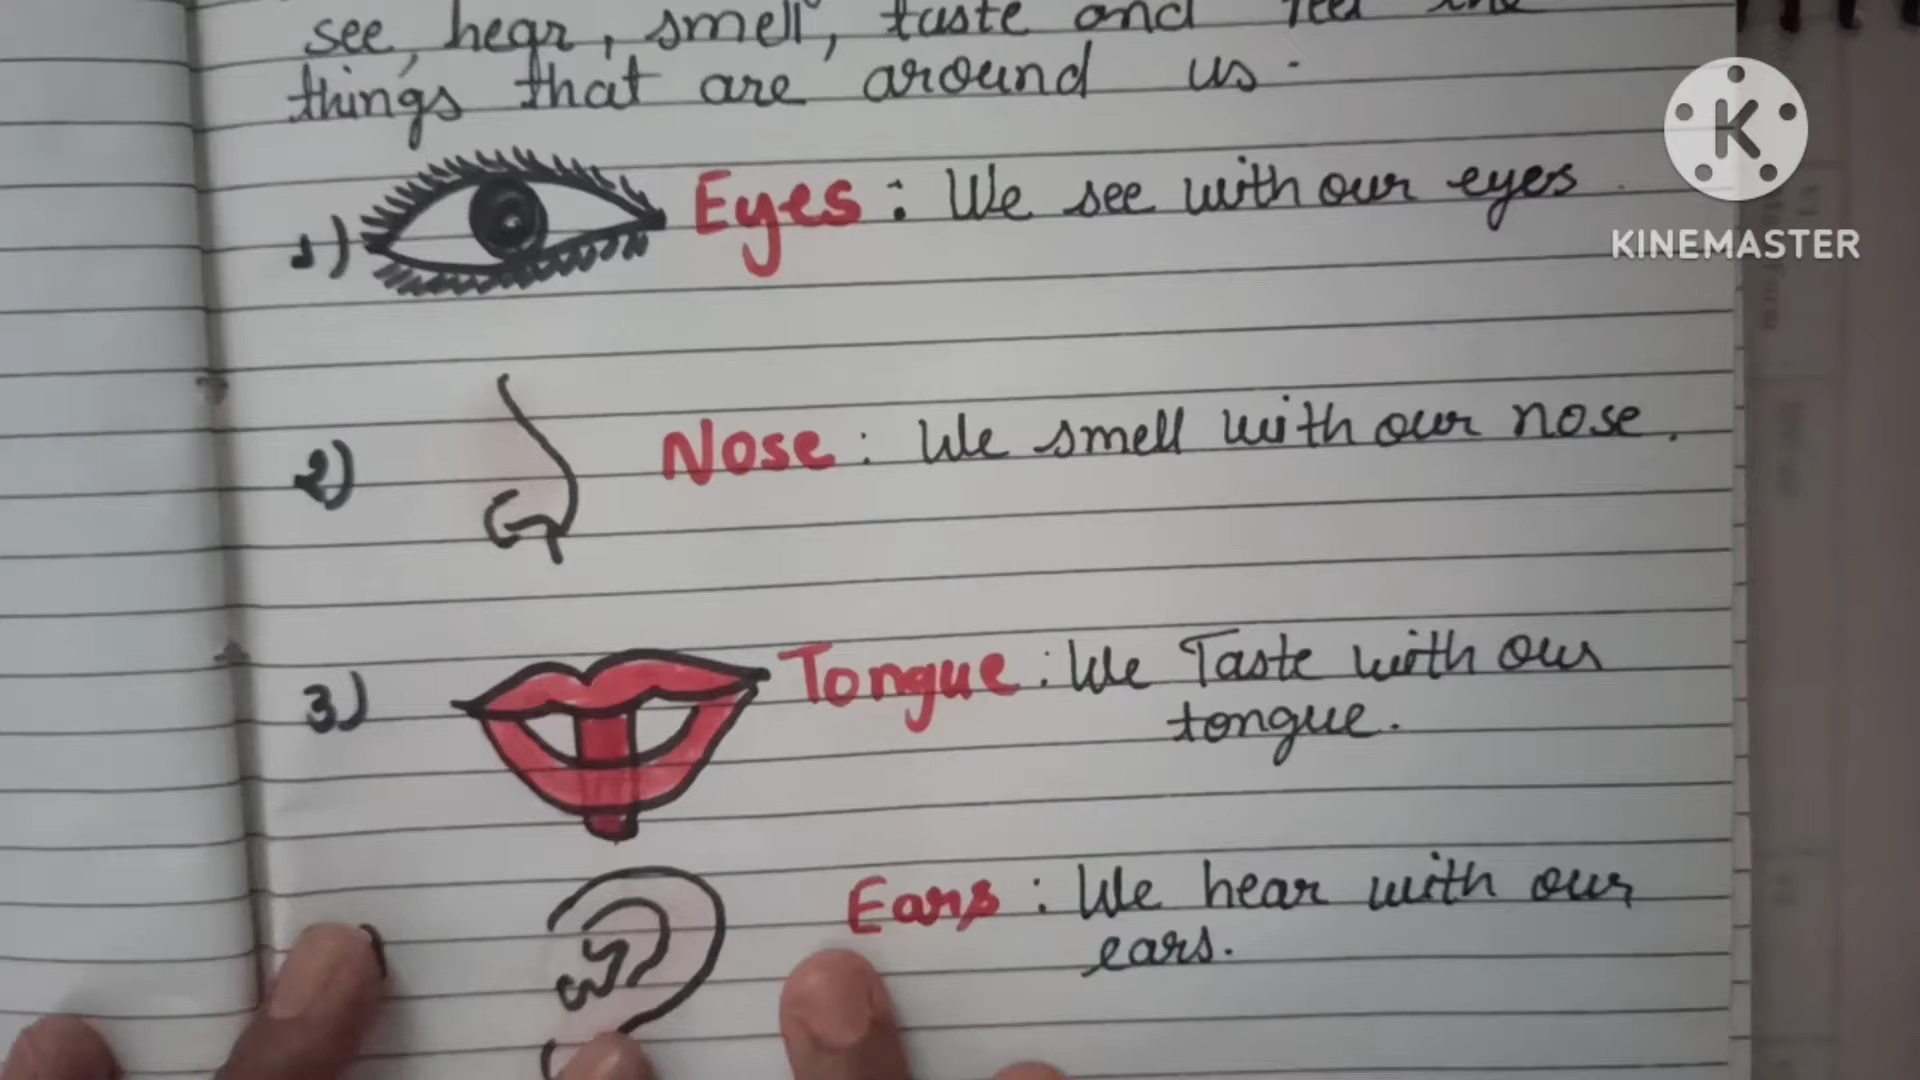 see, hear, smell, taste and feel the
things that are around us.
1) Eyes : We see with our eyes.
2) Nose : We smell with our nose.
3) Tongue : We Taste with our
tongue.
Ears : We hear with our
ears.
K
KINEMASTER